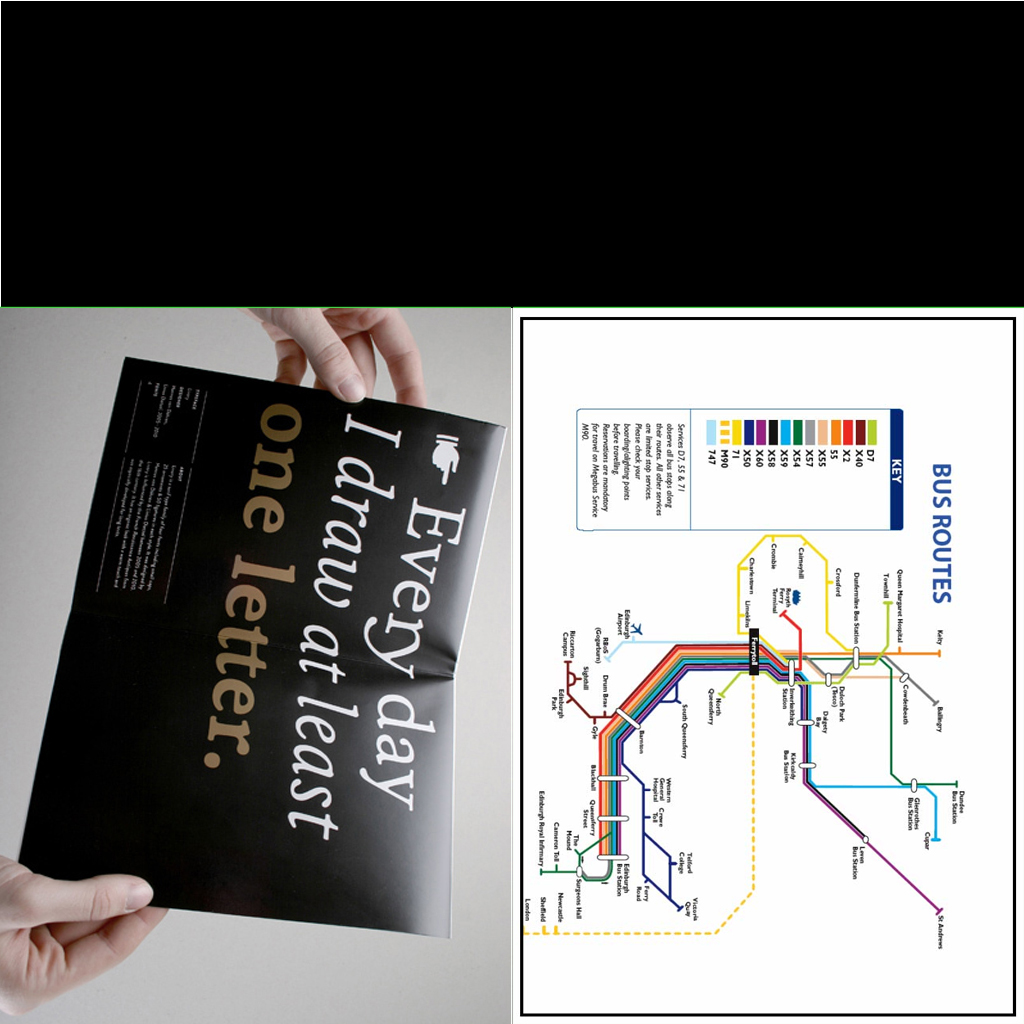 ☛ Every day
I draw at least
one letter.
TYPEFACE
DESIGNER
ABOUT
BUS ROUTES
KEY
D7
X40
X2
55
X55
X57
X54
X59
X58
X60
X50
71
M90
747
Services D7, 55 & 71
observe all bus stops along
their routes. All other services
are limited stop services.
Please check your
boarding/alighting points
before travelling.
Reservations are mandatory
for travel on Megabus Service
M90.
Kelty
Queen Margaret Hospital
Townhill
Dunfermline Bus Station
Crossford
Cairneyhill
Crombie
Charlestown
Limekilns
Rosyth
Ferry
Terminal
Ballingry
Cowdenbeath
Duloch Park
(Tesco)
Dalgety
Bay
Inverkeithing
Station
Ferrytoll
North
Queensferry
Kirkcaldy
Bus Station
Dundee
Bus Station
Glenrothes
Bus Station
Cupar
Leven
Bus Station
St Andrews
Edinburgh
Airport
RBoS
(Gogarburn)
Riccarton
Campus
Sighthill
Edinburgh
Park
Drum Brae
Gyle
South Queensferry
Barnton
Blackhall
Queensferry
Street
Western
General
Hospital
Crewe
Toll
Telford
College
Ferry
Road
Victoria
Quay
Edinburgh
Bus Station
The
Mound
Surgeons Hall
Cameron Toll
Edinburgh Royal Infirmary
Newcastle
Sheffield
London